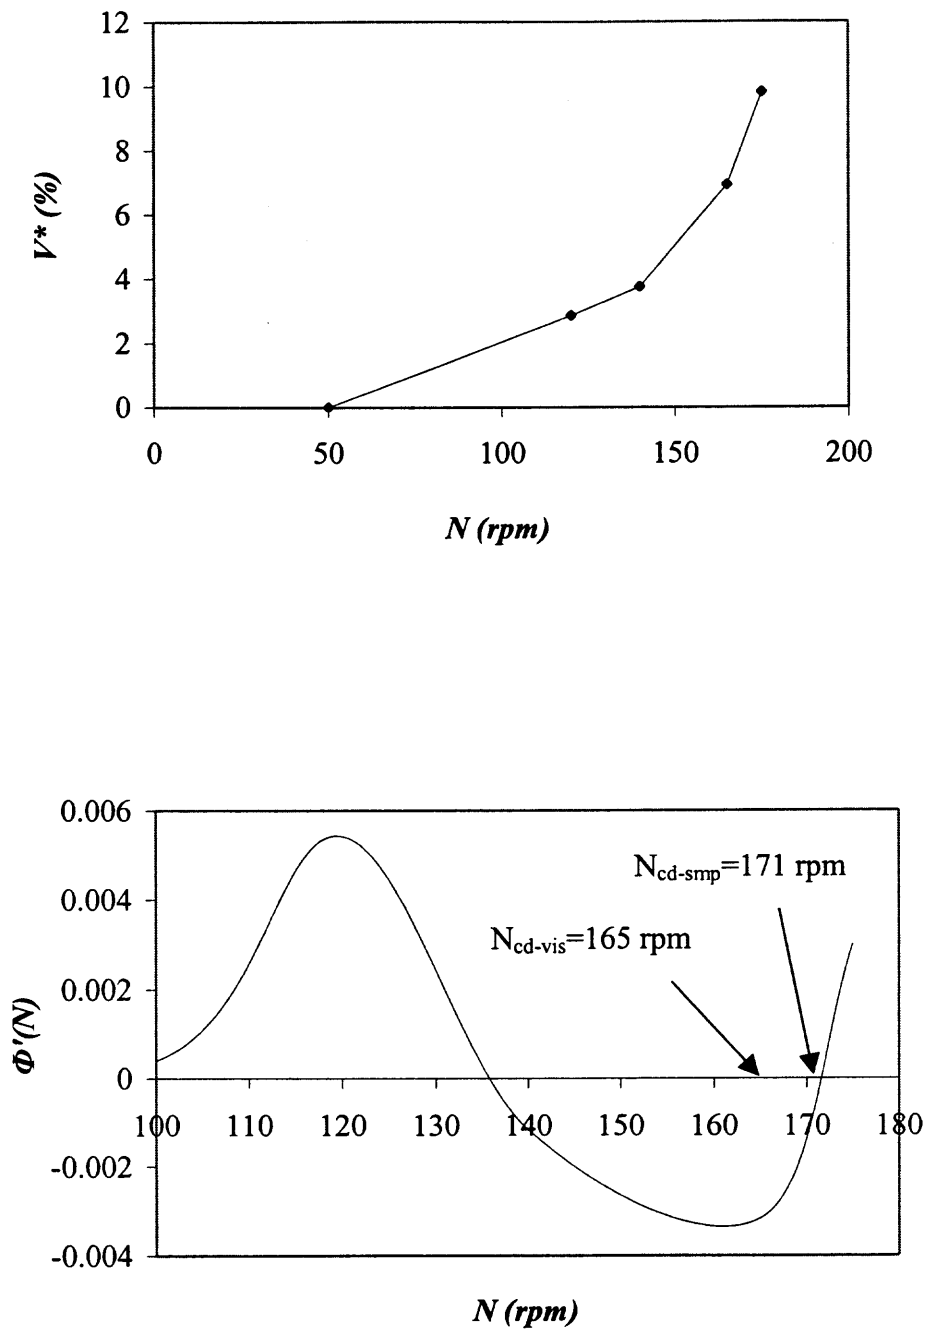 12
10
8
6
4
2
0
V* (%)
0 50 100 150 200
N (rpm)
0.006
0.004
0.002
0
-0.002
-0.004
Φ'(N)
N_cd-smp=171 rpm
N_cd-vis=165 rpm
100 110 120 130 140 150 160 170 180
N (rpm)